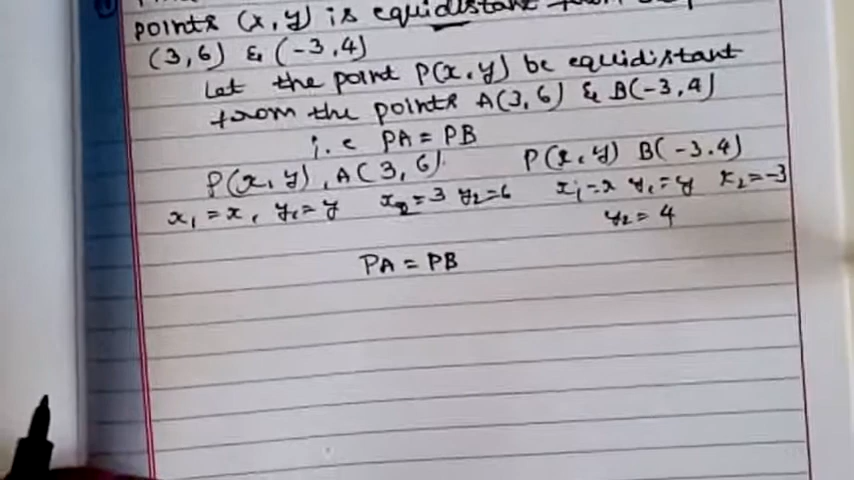 points (x, y) is equidistant from
(3,6) & (-3,4)
Let the point P(x,y) be equidistant
from the points A(3,6) & B(-3,4)
i.e PA = PB
P(x,y), A(3,6) P(x,y) B(-3.4)
x₁ = x, y₁ = y x₂ = 3 y₂ = 6 x₁ = x y₁ = y x₂ = -3
y₂ = 4
PA = PB